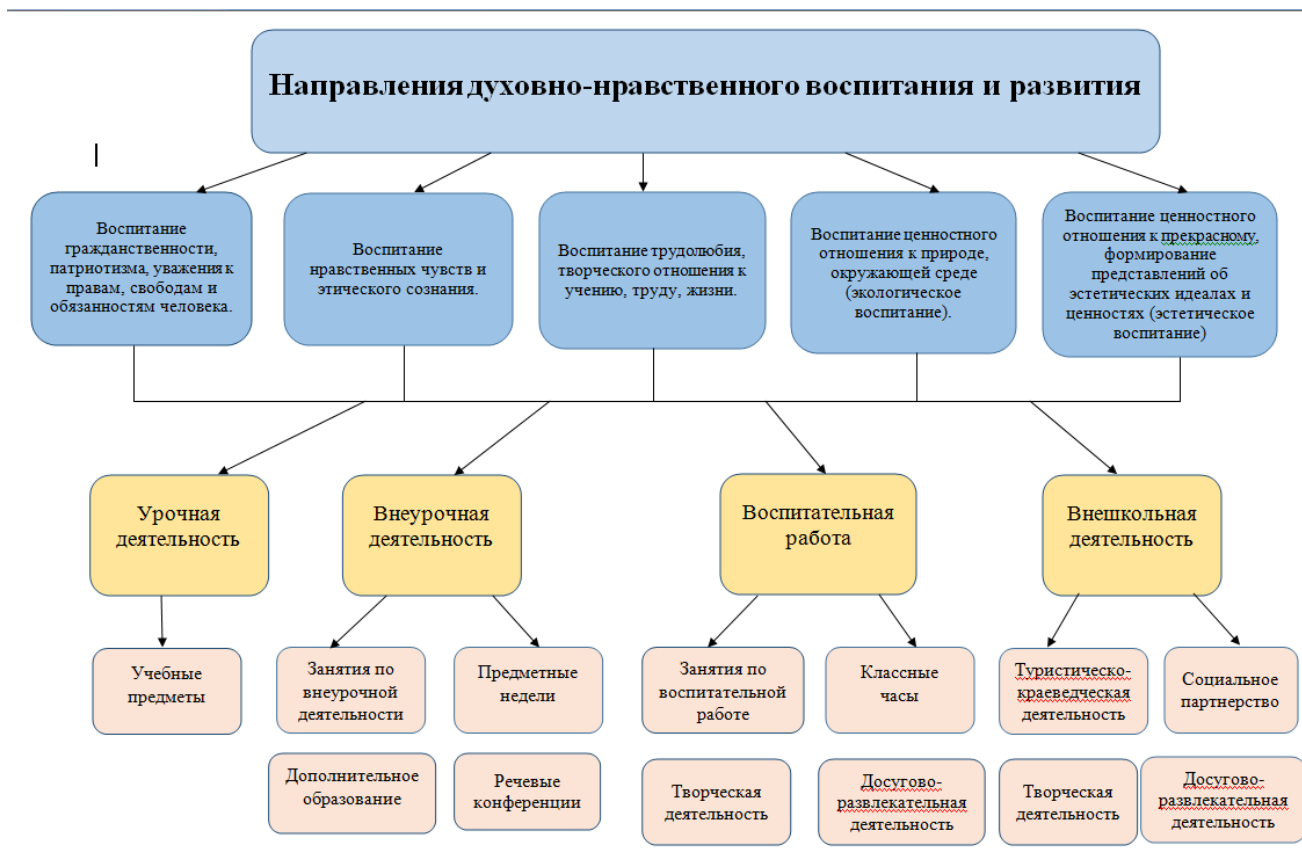 Направления духовно-нравственного воспитания и развития
Воспитание
гражданственности,
патриотизма, уважения к
правам, свободам и
обязанностям человека.
Воспитание
нравственных чувств и
этического сознания.
Воспитание трудолюбия,
творческого отношения к
учению, труду, жизни.
Воспитание ценностного
отношения к природе,
окружающей среде
(экологическое
воспитание).
Воспитание ценностного
отношения к прекрасному,
формирование
представлений об
эстетических идеалах и
ценностях (эстетическое
воспитание)
Урочная
деятельность
Внеурочная
деятельность
Воспитательная
работа
Внешкольная
деятельность
Учебные
предметы
Занятия по
внеурочной
деятельности
Предметные
недели
Занятия по
воспитательной
работе
Классные
часы
Туристическо-
краеведческая
деятельность
Социальное
партнерство
Дополнительное
образование
Речевые
конференции
Творческая
деятельность
Досугово-
развлекательная
деятельность
Творческая
деятельность
Досугово-
развлекательная
деятельность